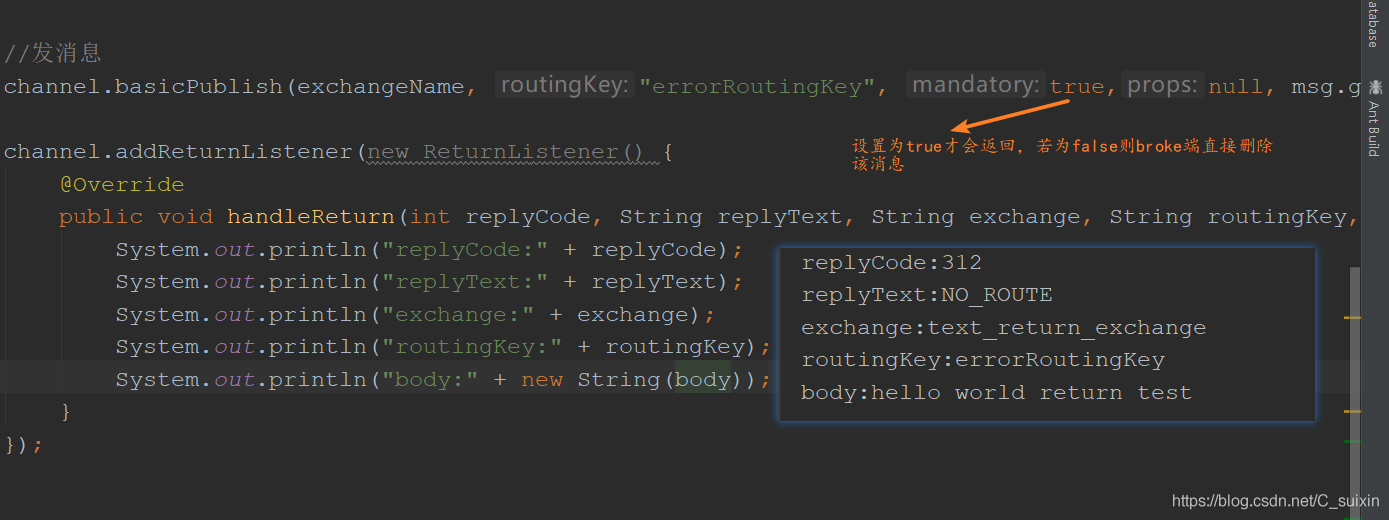 atabase
//发消息
channel.basicPublish(exchangeName, routingKey: "errorRoutingKey", mandatory: true, props: null, msg.g
Ant Build
设置为true才会返回，若为false则broke端直接删除
该消息
channel.addReturnListener(new ReturnListener() {
@Override
public void handleReturn(int replyCode, String replyText, String exchange, String routingKey,
System.out.println("replyCode:" + replyCode);
System.out.println("replyText:" + replyText);
System.out.println("exchange:" + exchange);
System.out.println("routingKey:" + routingKey);
System.out.println("body:" + new String(body));
}
});
replyCode:312
replyText:NO_ROUTE
exchange:text_return_exchange
routingKey:errorRoutingKey
body:hello world return test
https://blog.csdn.net/C_suixin